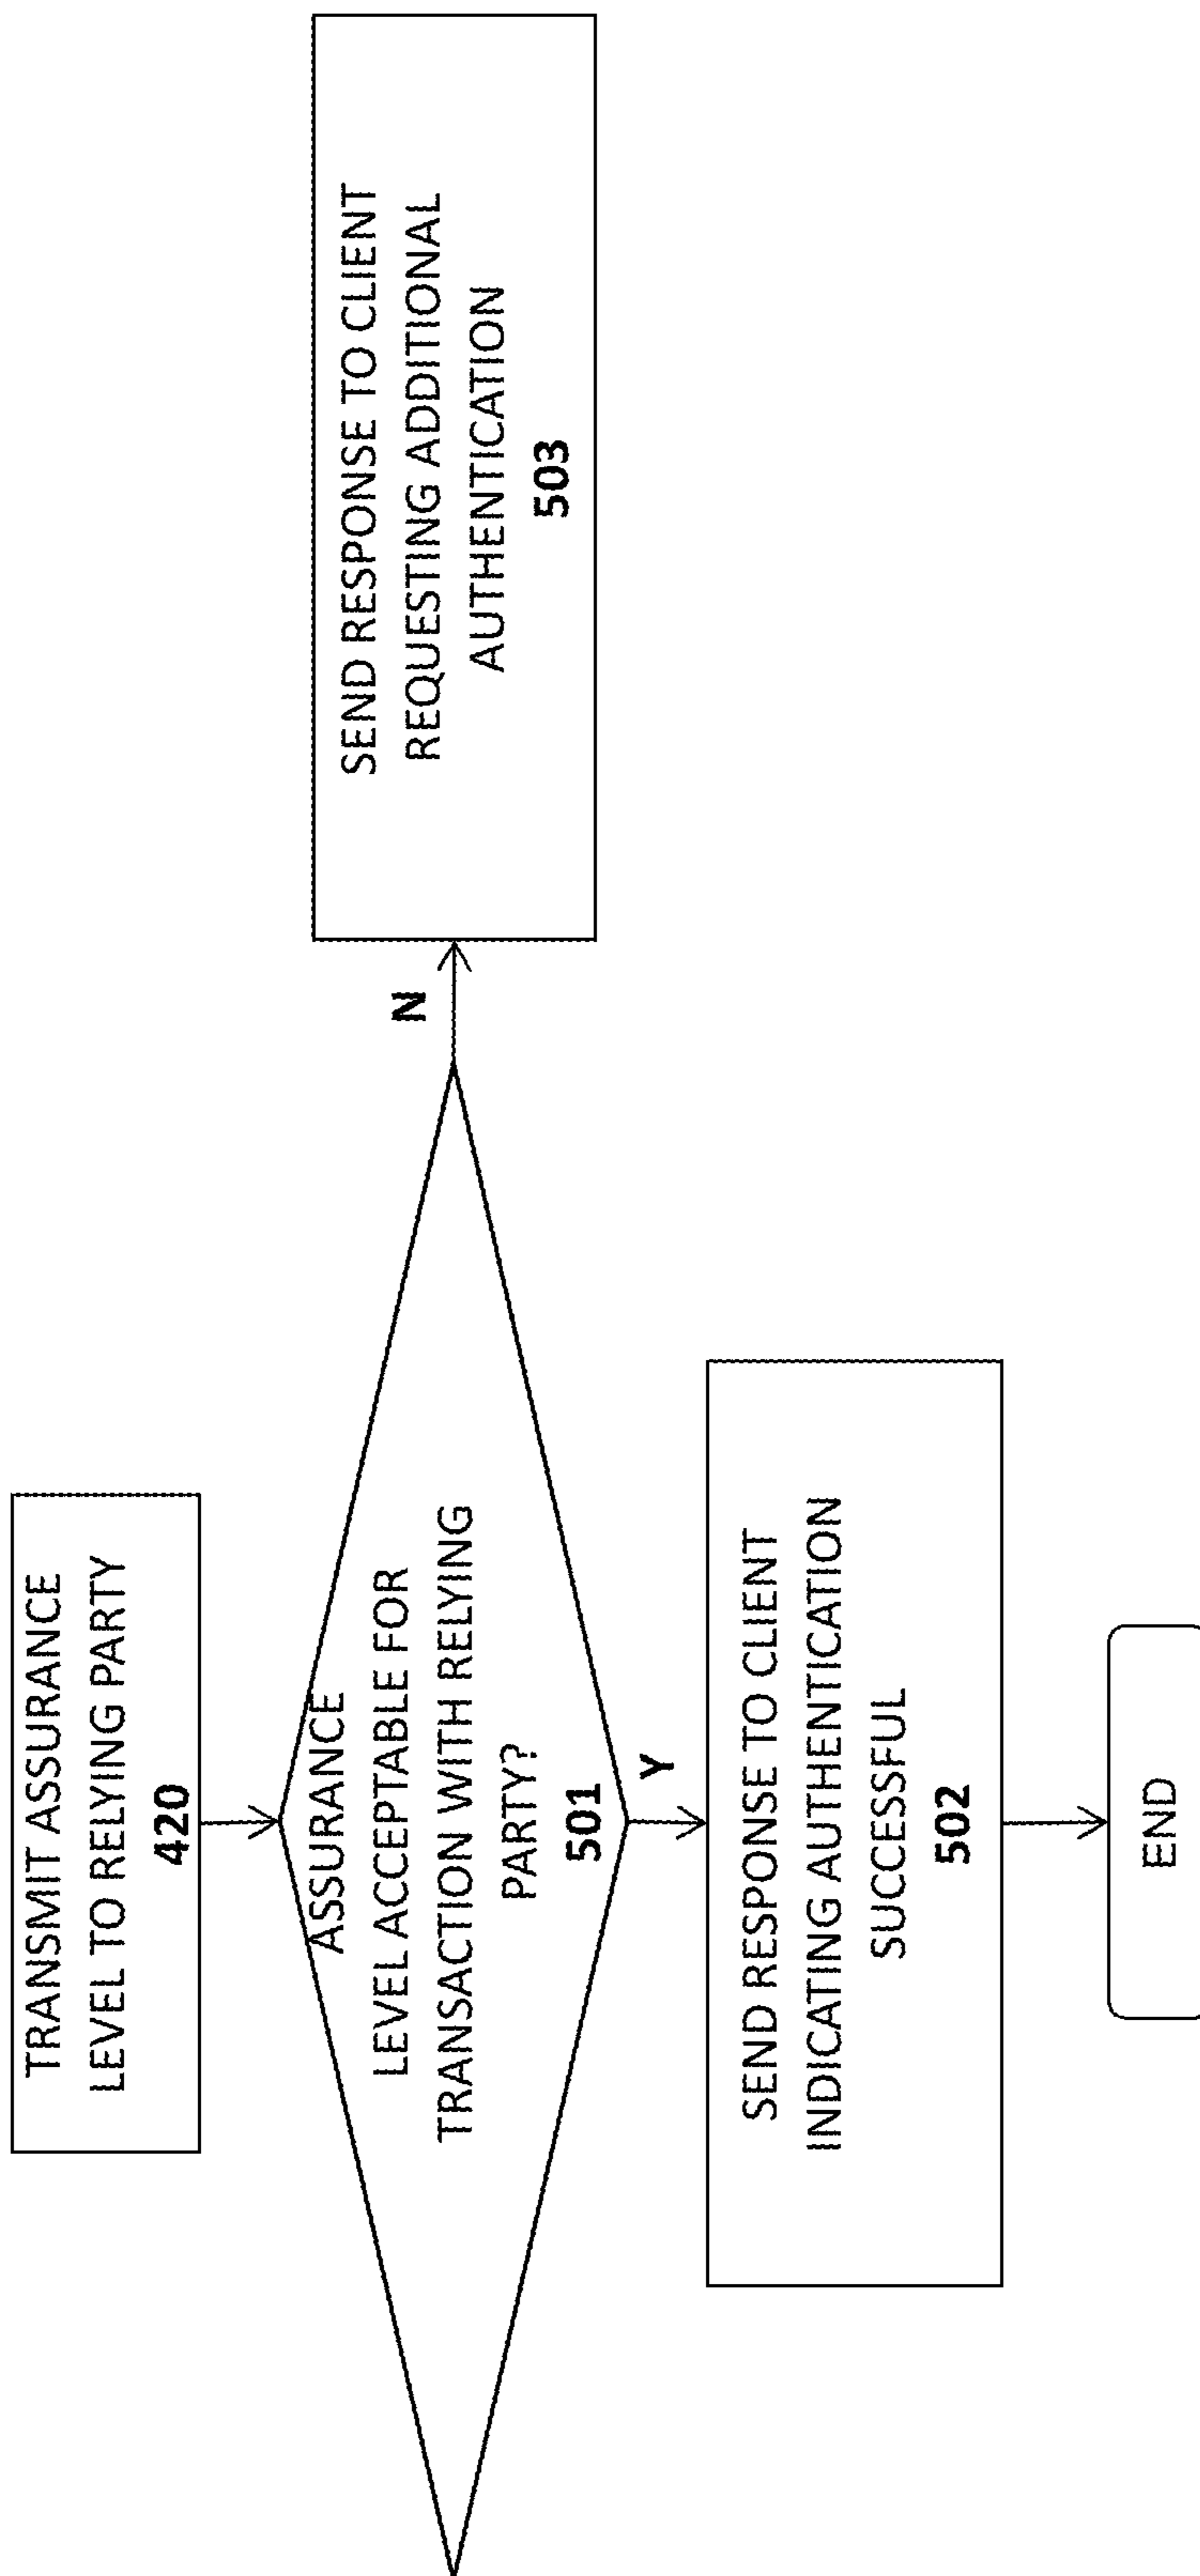 TRANSMIT ASSURANCE
LEVEL TO RELYING PARTY
420
ASSURANCE
LEVEL ACCEPTABLE FOR
TRANSACTION WITH RELYING
PARTY?
501
N
SEND RESPONSE TO CLIENT
REQUESTING ADDITIONAL
AUTHENTICATION
503
Y
SEND RESPONSE TO CLIENT
INDICATING AUTHENTICATION
SUCCESSFUL
502
END